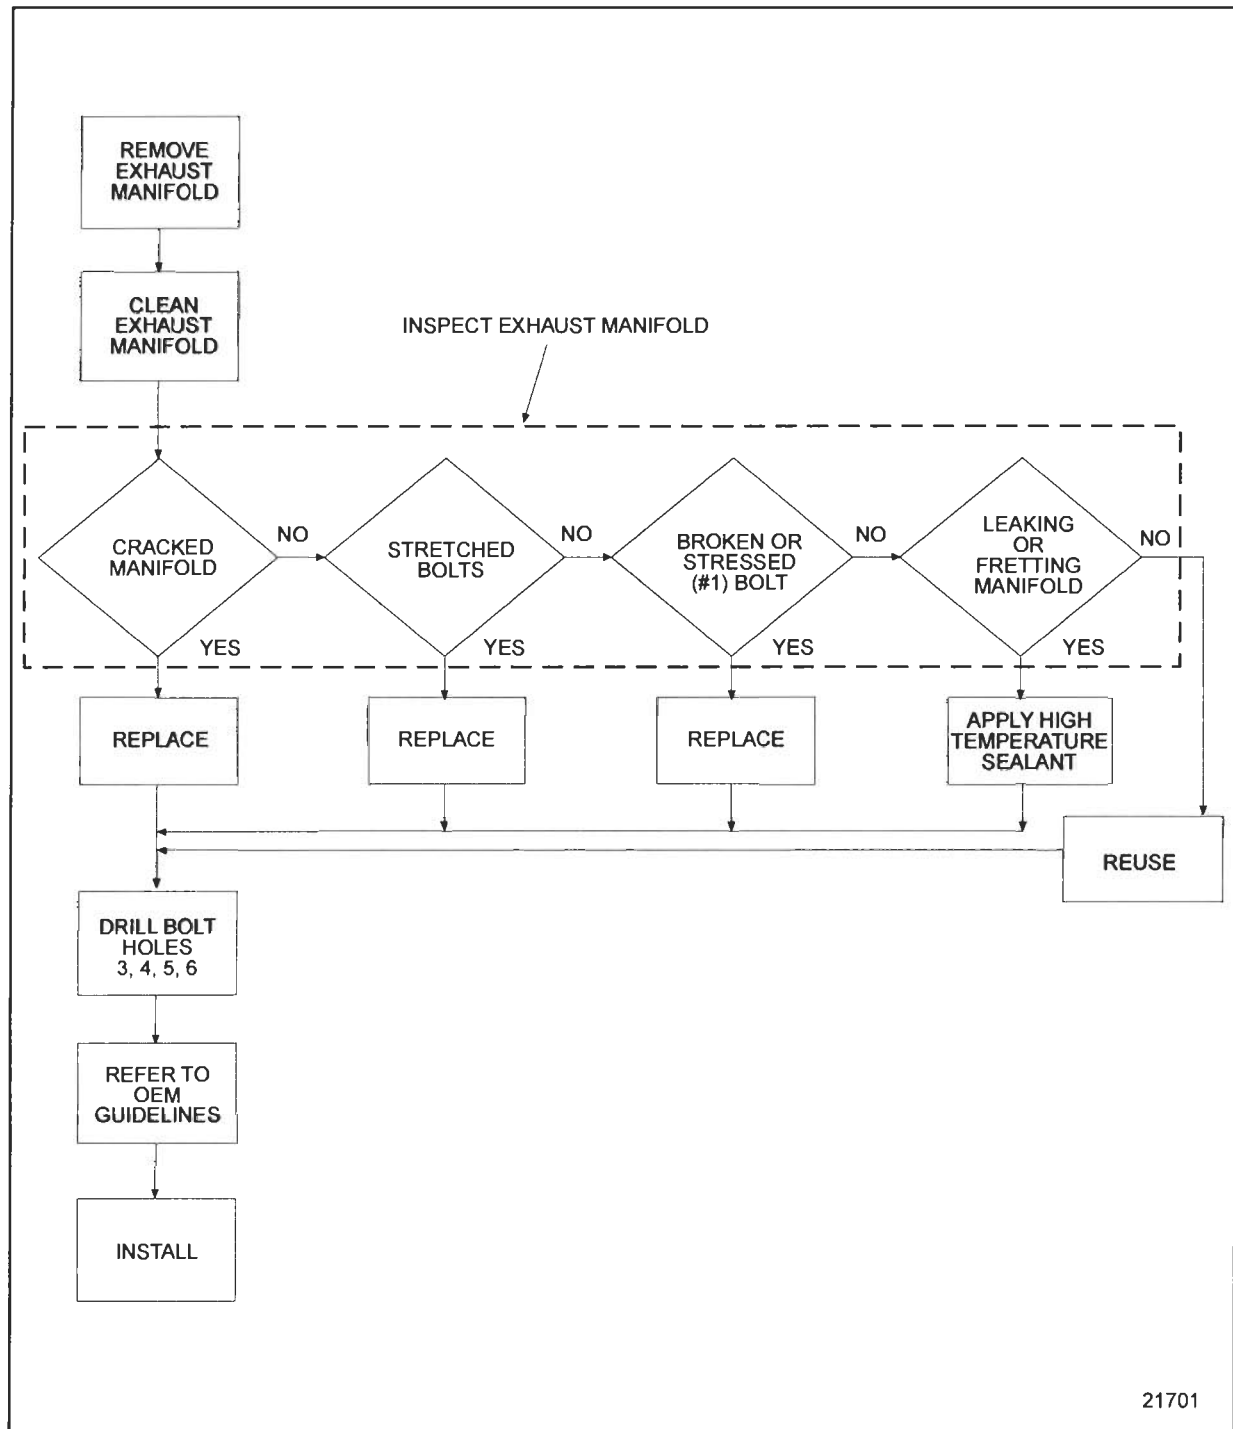 REMOVE
EXHAUST
MANIFOLD
CLEAN
EXHAUST
MANIFOLD
INSPECT EXHAUST MANIFOLD
CRACKED
MANIFOLD
NO
YES
STRETCHED
BOLTS
NO
YES
BROKEN OR
STRESSED
(#1) BOLT
NO
YES
LEAKING
OR
FRETTING
MANIFOLD
NO
YES
REPLACE
REPLACE
REPLACE
APPLY HIGH
TEMPERATURE
SEALANT
REUSE
DRILL BOLT
HOLES
3, 4, 5, 6
REFER TO
OEM
GUIDELINES
INSTALL
21701